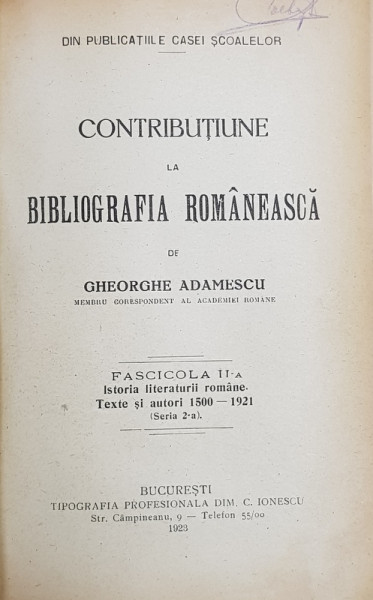 DIN PUBLICAȚIILE CASEI ȘCOALELOR
CONTRIBUȚIUNE
LA
BIBLIOGRAFIA ROMÂNEASCĂ
DE
GHEORGHE ADAMESCU
MEMBRU CORESPONDENT AL ACADEMIEI ROMÂNE
FASCICOLA II-A
Istoria literaturii române.
Texte și autori 1500 — 1921
(Seria 2-a).
BUCUREȘTI
TIPOGRAFIA PROFESIONALA DIM. C. IONESCU
Str. Câmpineanu, 9 — Telefon 55/00
1923